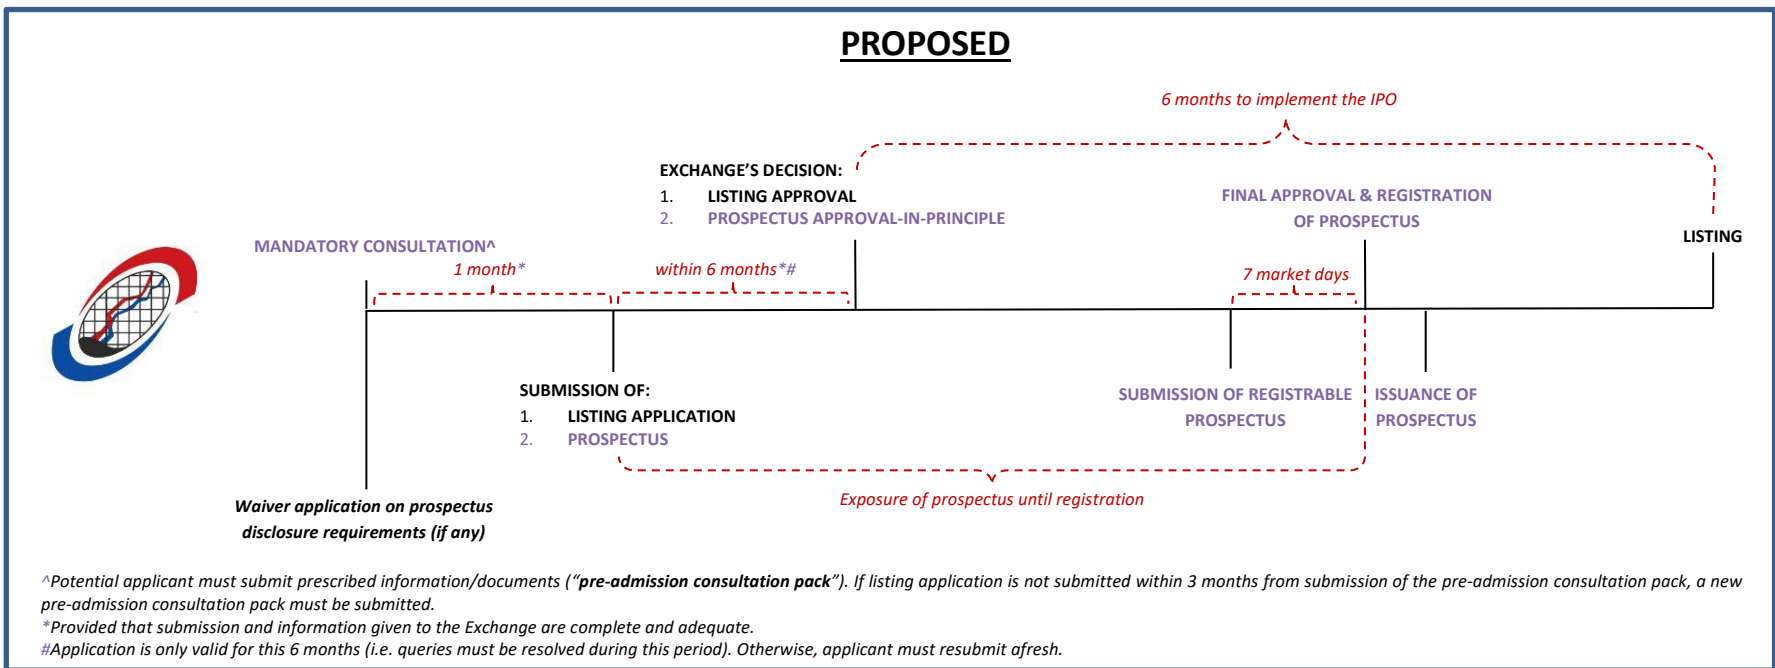 PROPOSED
6 months to implement the IPO
EXCHANGE’S DECISION:
1. LISTING APPROVAL
2. PROSPECTUS APPROVAL-IN-PRINCIPLE
FINAL APPROVAL & REGISTRATION
OF PROSPECTUS
LISTING
MANDATORY CONSULTATION^
1 month*
within 6 months*#
7 market days
SUBMISSION OF:
1. LISTING APPLICATION
2. PROSPECTUS
SUBMISSION OF REGISTRABLE
PROSPECTUS
ISSUANCE OF
PROSPECTUS
Exposure of prospectus until registration
Waiver application on prospectus
disclosure requirements (if any)
^Potential applicant must submit prescribed information/documents (“pre-admission consultation pack”). If listing application is not submitted within 3 months from submission of the pre-admission consultation pack, a new
pre-admission consultation pack must be submitted.
*Provided that submission and information given to the Exchange are complete and adequate.
#Application is only valid for this 6 months (i.e. queries must be resolved during this period). Otherwise, applicant must resubmit afresh.